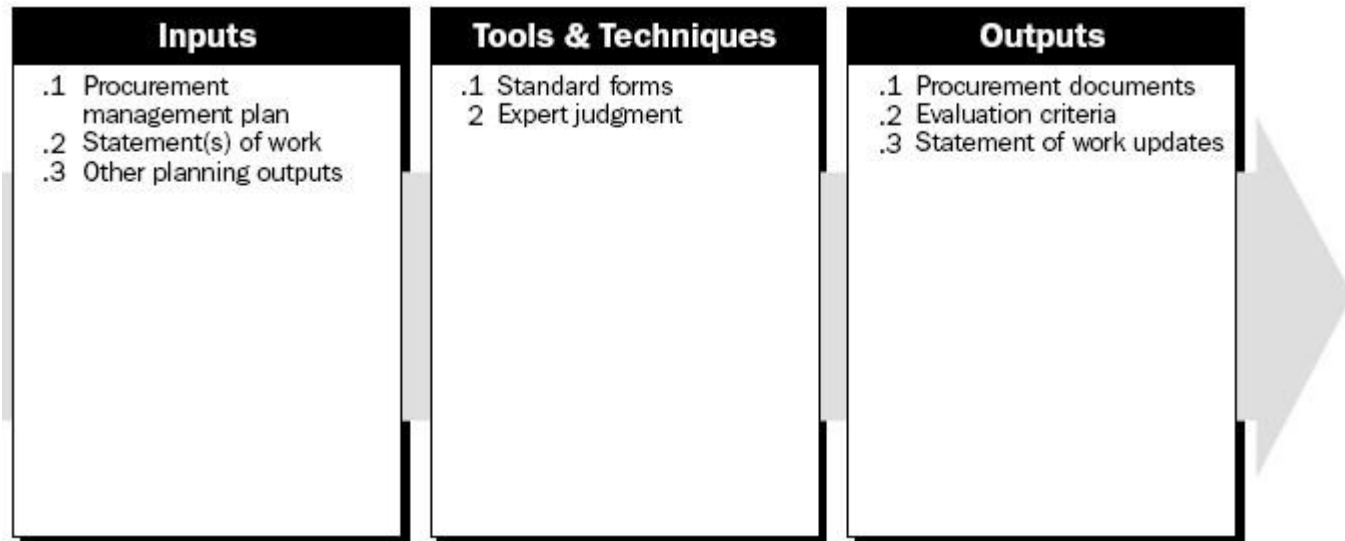 Inputs
.1 Procurement
management plan
.2 Statement(s) of work
.3 Other planning outputs
Tools & Techniques
.1 Standard forms
2 Expert judgment
Outputs
.1 Procurement documents
.2 Evaluation criteria
.3 Statement of work updates